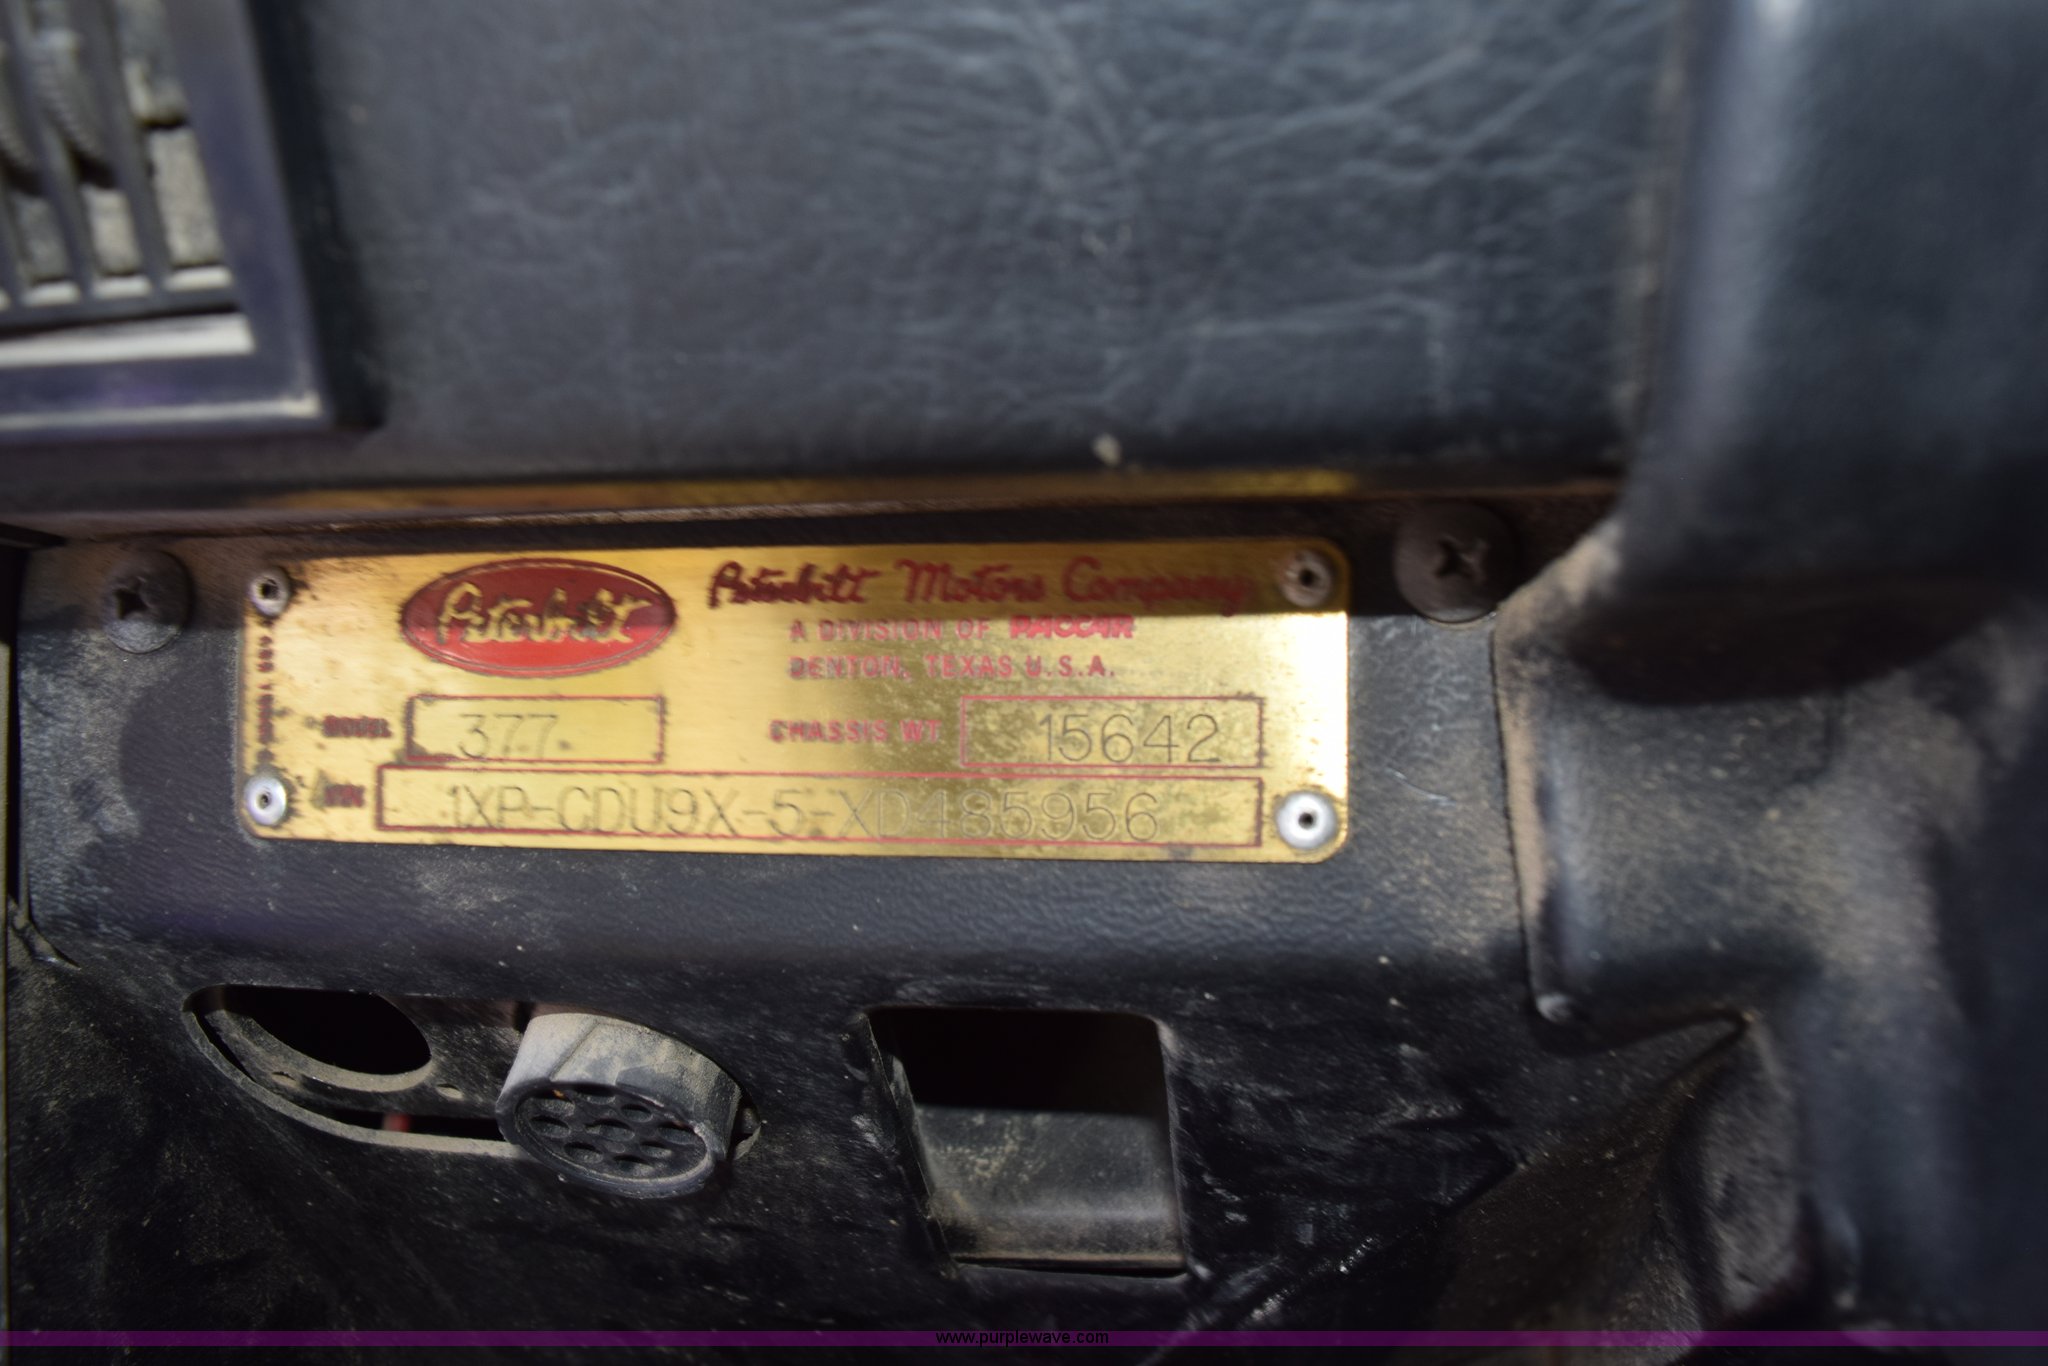 Peterbilt
Peterbilt Motors Company
A DIVISION OF PACCAR
DENTON, TEXAS U.S.A.
MODEL 377 CHASSIS WT 15642
VIN 1XP-CDU9X-5-XD485956
www.purplewave.com